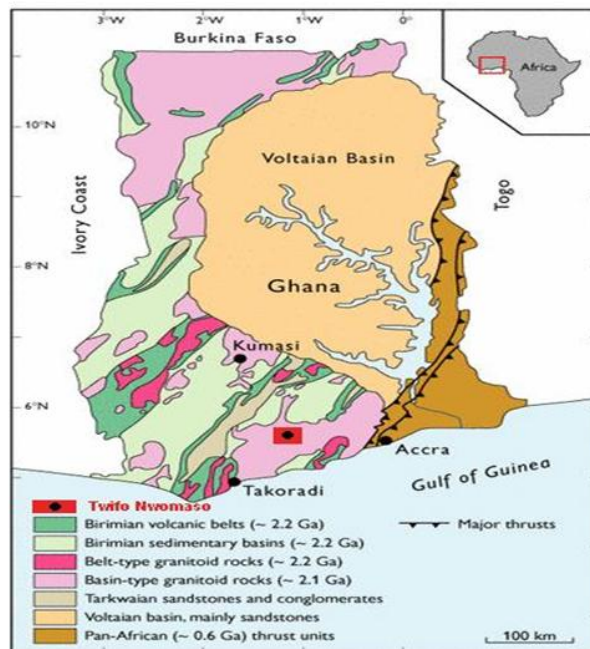 3°W
2°W
1°W
0°
Burkina Faso
Africa
10°N
Voltaian Basin
Ivory Coast
Togo
8°N
Ghana
Kumasi
6°N
Accra
Takoradi
Gulf of Guinea
Twifo Nwomaso
Birimian volcanic belts (~ 2.2 Ga)
Major thrusts
Birimian sedimentary basins (~ 2.2 Ga)
Belt-type granitoid rocks (~ 2.2 Ga)
Basin-type granitoid rocks (~ 2.1 Ga)
Tarkwaian sandstones and conglomerates
Voltaian basin, mainly sandstones
Pan-African (~ 0.6 Ga) thrust units
100 km